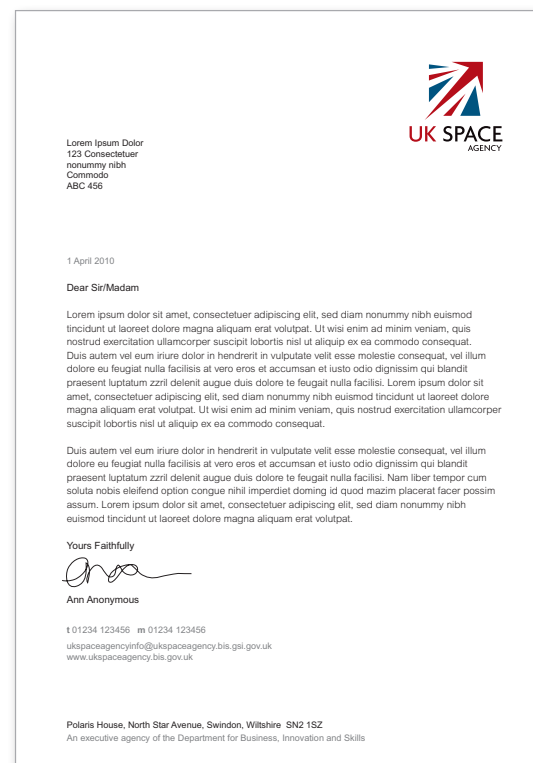 UK SPACE
AGENCY
Lorem Ipsum Dolor
123 Consectetuer
nonummy nibh
Commodo
ABC 456
1 April 2010
Dear Sir/Madam
Lorem ipsum dolor sit amet, consectetuer adipiscing elit, sed diam nonummy nibh euismod
tincidunt ut laoreet dolore magna aliquam erat volutpat. Ut wisi enim ad minim veniam, quis
nostrud exercitation ullamcorper suscipit lobortis nisl ut aliquip ex ea commodo consequat.
Duis autem vel eum iriure dolor in hendrerit in vulputate velit esse molestie consequat, vel illum
dolore eu feugiat nulla facilisis at vero eros et accumsan et iusto odio dignissim qui blandit
praesent luptatum zzril delenit augue duis dolore te feugait nulla facilisi. Lorem ipsum dolor sit
amet, consectetuer adipiscing elit, sed diam nonummy nibh euismod tincidunt ut laoreet dolore
magna aliquam erat volutpat. Ut wisi enim ad minim veniam, quis nostrud exercitation ullamcorper
suscipit lobortis nisl ut aliquip ex ea commodo consequat.
Duis autem vel eum iriure dolor in hendrerit in vulputate velit esse molestie consequat, vel illum
dolore eu feugiat nulla facilisis at vero eros et accumsan et iusto odio dignissim qui blandit
praesent luptatum zzril delenit augue duis dolore te feugait nulla facilisi. Nam liber tempor cum
soluta nobis eleifend option congue nihil imperdiet doming id quod mazim placerat facer possim
assum. Lorem ipsum dolor sit amet, consectetuer adipiscing elit, sed diam nonummy nibh
euismod tincidunt ut laoreet dolore magna aliquam erat volutpat.
Yours Faithfully
Ann Anonymous
t 01234 123456 m 01234 123456
ukspaceagencyinfo@ukspaceagency.bis.gsi.gov.uk
www.ukspaceagency.bis.gov.uk
Polaris House, North Star Avenue, Swindon, Wiltshire SN2 1SZ
An executive agency of the Department for Business, Innovation and Skills